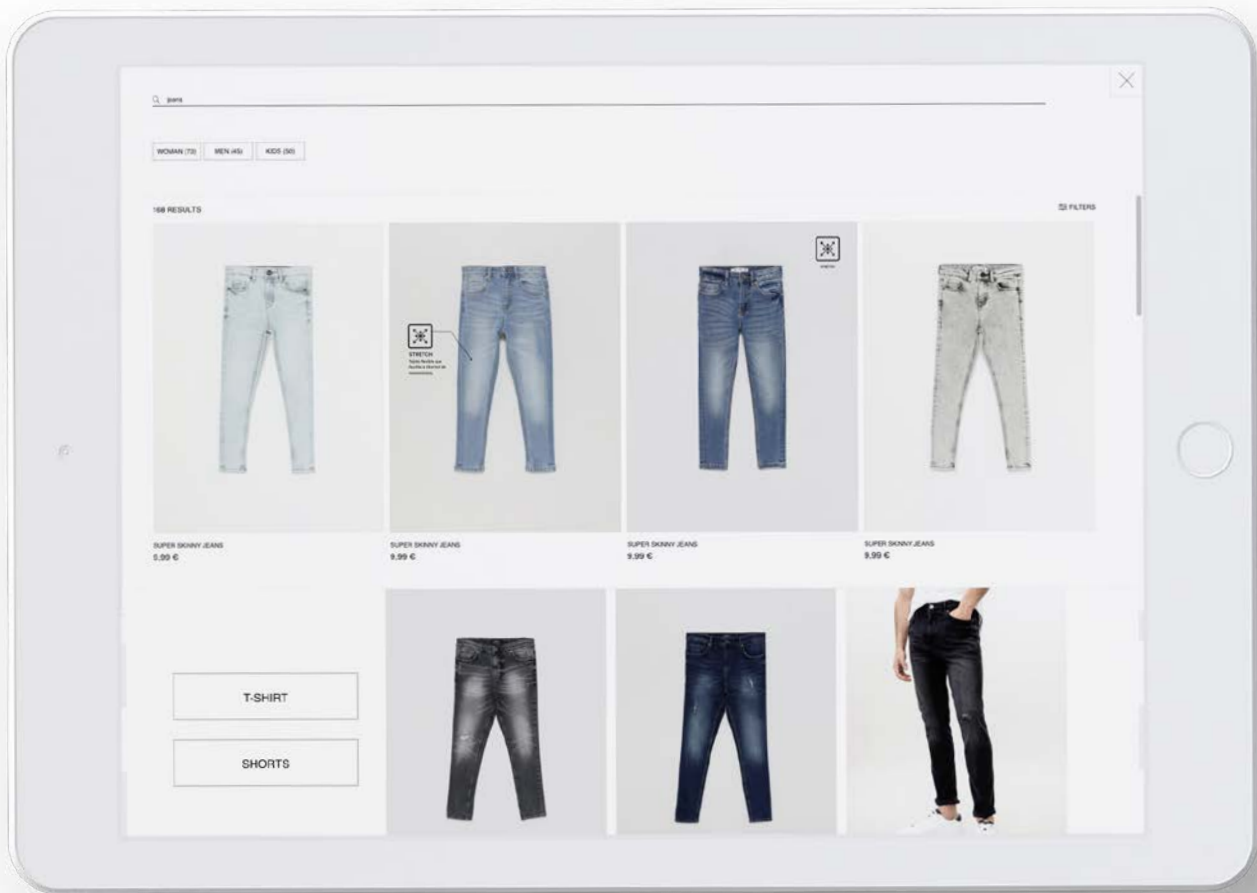 jeans
WOMAN (73)
MEN (45)
KIDS (50)
168 RESULTS
FILTERS
STRETCH
STRETCH
SUPER SKINNY JEANS
9,99 €
SUPER SKINNY JEANS
9,99 €
SUPER SKINNY JEANS
9,99 €
SUPER SKINNY JEANS
9,99 €
T-SHIRT
SHORTS